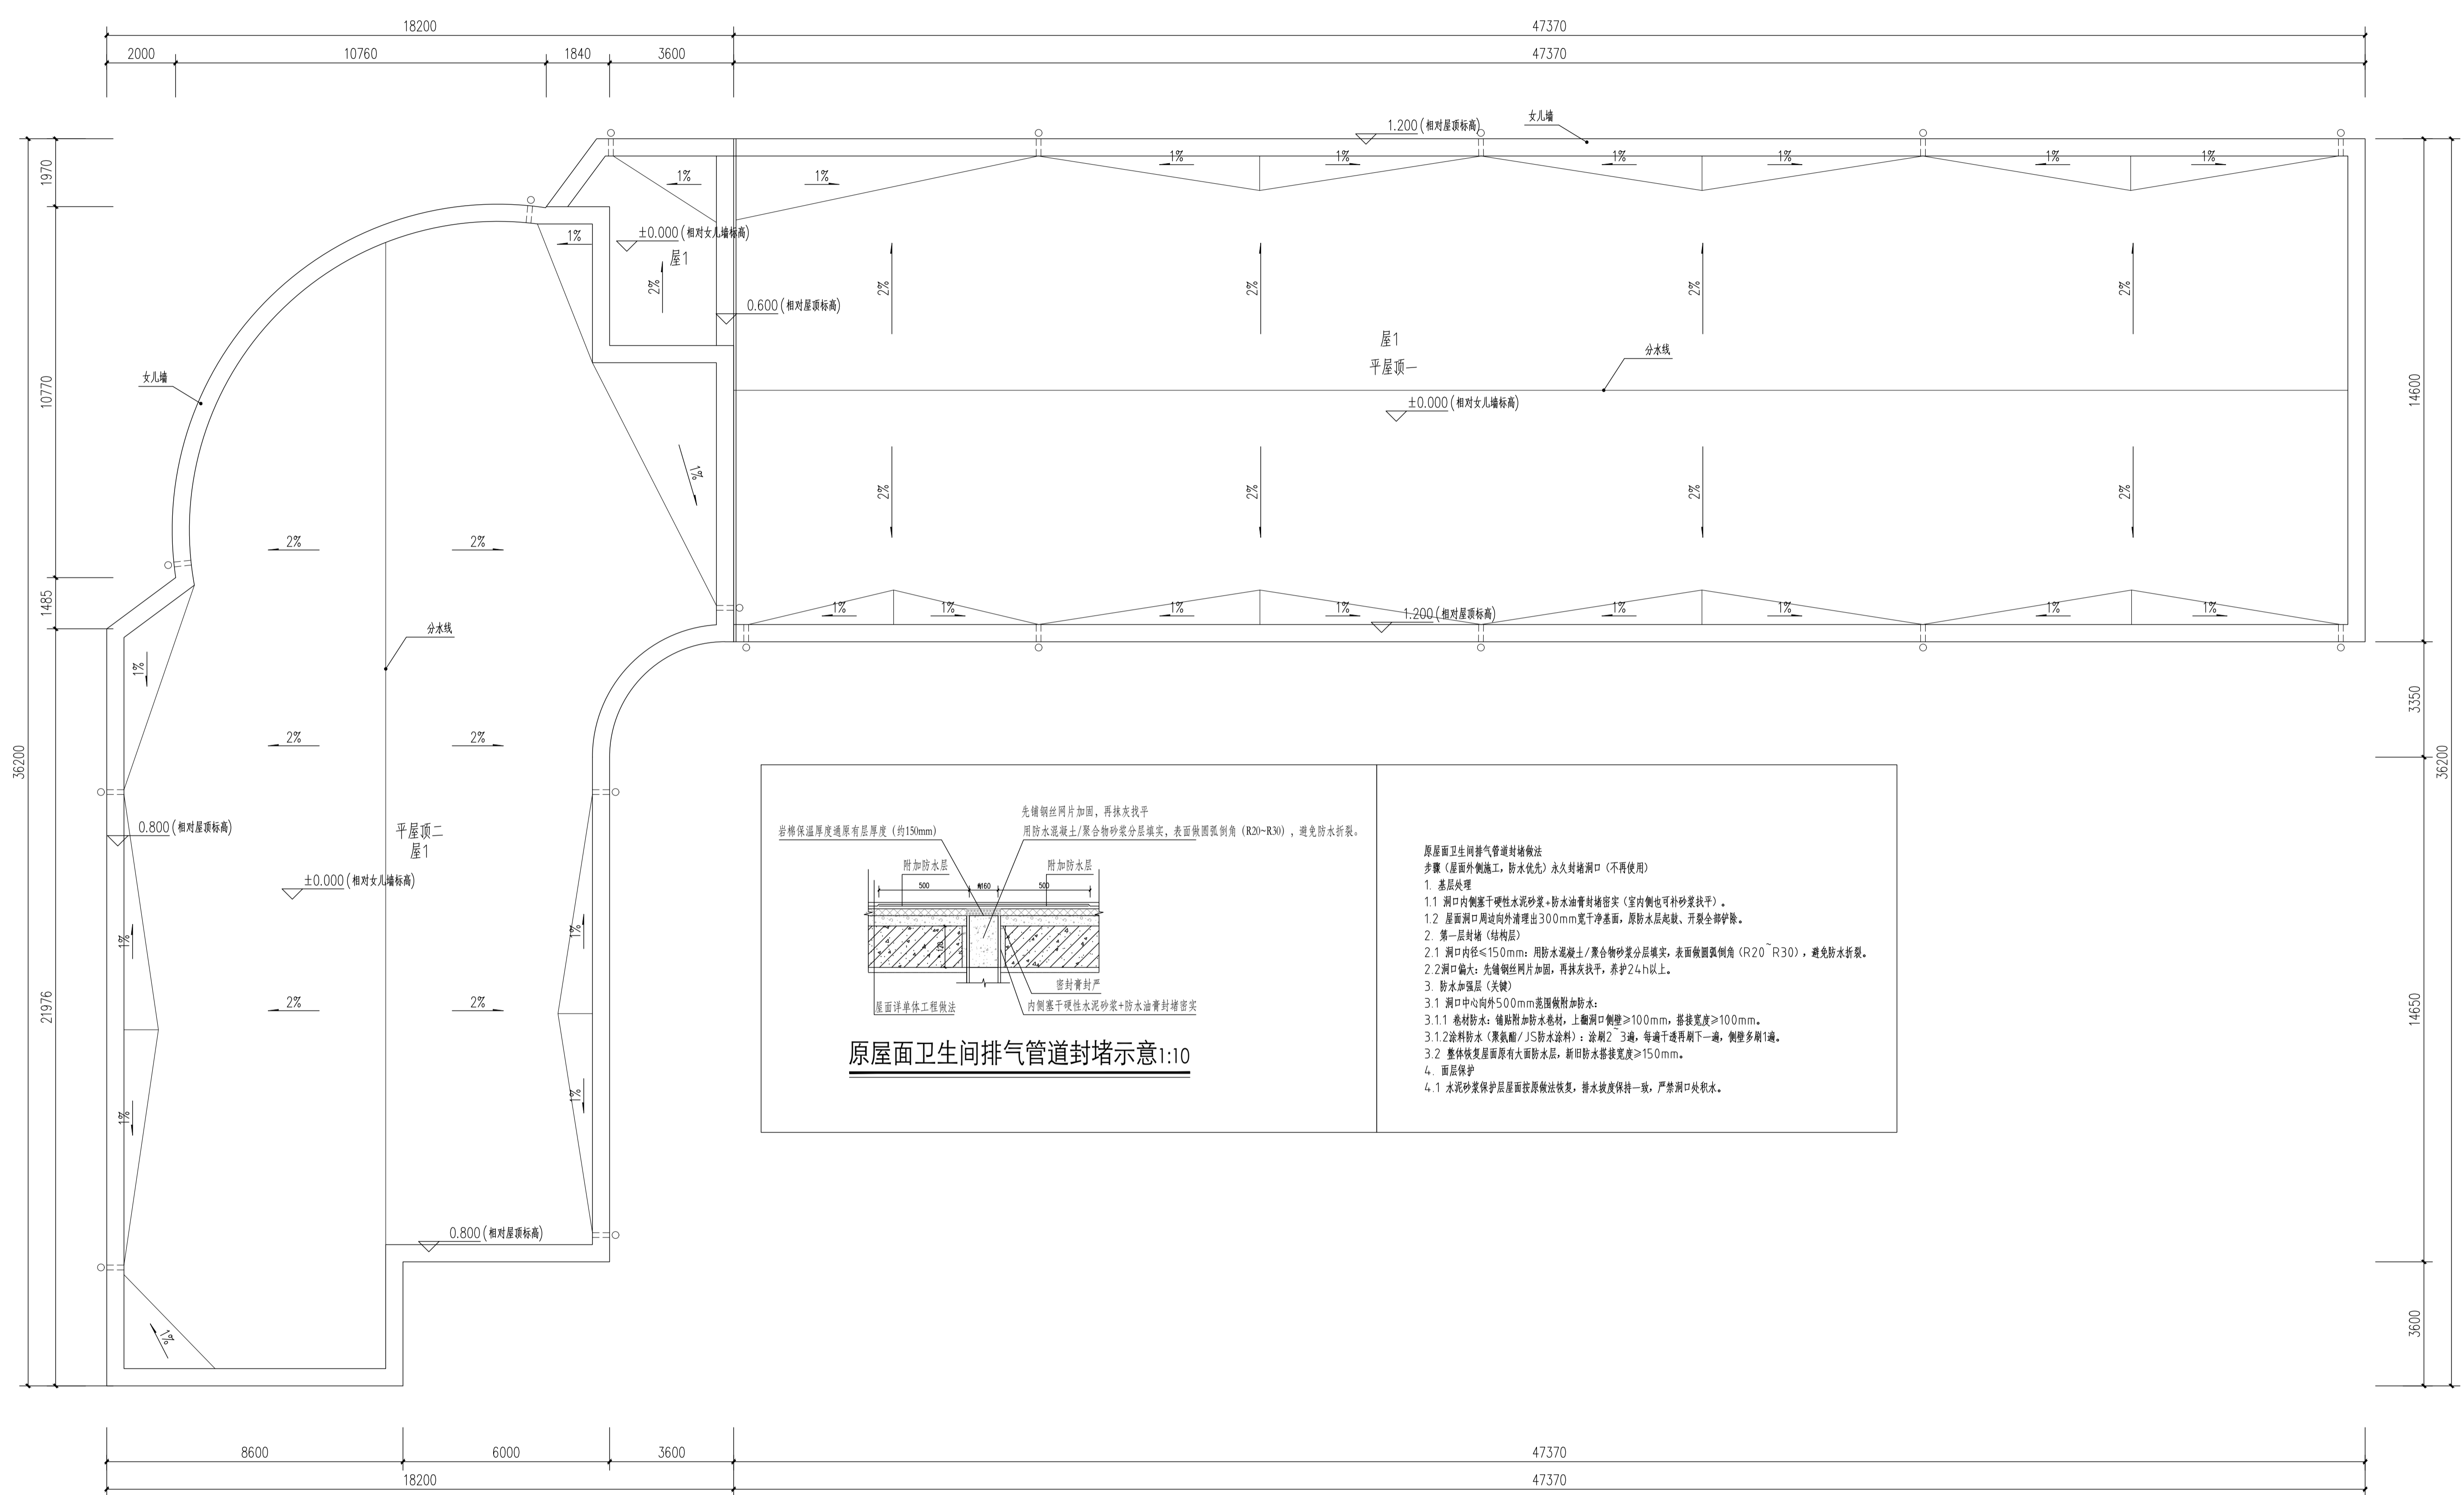 18200
47370
2000
10760
1840
3600
47370
1.200(相对屋顶标高)
女儿墙
1%
1%
1%
1%
1%
1%
1%
1%
1970
1%
±0.000(相对女儿墙标高)
屋1
2%
2%
2%
2%
2%
0.600(相对屋顶标高)
屋1
平屋顶一
分水线
±0.000(相对女儿墙标高)
女儿墙
10770
14600
1%
2%
2%
2%
2%
2%
2%
1485
1%
1%
1%
1%
1%
1%
1%
1%
1.200(相对屋顶标高)
分水线
1%
3350
36200
36200
2%
2%
0.800(相对屋顶标高)
平屋顶二
屋1
±0.000(相对女儿墙标高)
1%
1%
21976
2%
2%
14650
1%
1%
0.800(相对屋顶标高)
1%
3600
先铺钢丝网片加固，再抹灰找平
岩棉保温厚度通原有层厚度（约150mm）
用防水混凝土/聚合物砂浆分层填实，表面做圆弧倒角（R20~R30），避免防水折裂。
附加防水层
附加防水层
500
φ160
500
120
密封膏封严
屋面详单体工程做法
内侧塞干硬性水泥砂浆+防水油膏封堵密实
原屋面卫生间排气管道封堵示意1:10
原屋面卫生间排气管道封堵做法
步骤（屋面外侧施工，防水优先）永久封堵洞口（不再使用）
1. 基层处理
1.1 洞口内侧塞干硬性水泥砂浆+防水油膏封堵密实（室内侧也可补砂浆找平）。
1.2 屋面洞口周边向外清理出300mm宽干净基面，原防水层起鼓、开裂全部铲除。
2. 第一层封堵（结构层）
2.1 洞口内径≤150mm：用防水混凝土/聚合物砂浆分层填实，表面做圆弧倒角（R20~R30），避免防水折裂。
2.2洞口偏大：先铺钢丝网片加固，再抹灰找平，养护24h以上。
3. 防水加强层（关键）
3.1 洞口中心向外500mm范围做附加防水：
3.1.1 卷材防水：铺贴附加防水卷材，上翻洞口侧壁≥100mm，搭接宽度≥100mm。
3.1.2涂料防水（聚氨酯/JS防水涂料）：涂刷2~3遍，每遍干透再刷下一遍，侧壁多刷1遍。
3.2 整体恢复屋面原有大面防水层，新旧防水搭接宽度≥150mm。
4. 面层保护
4.1 水泥砂浆保护层屋面按原做法恢复，排水坡度保持一致，严禁洞口处积水。
8600
6000
3600
47370
18200
47370